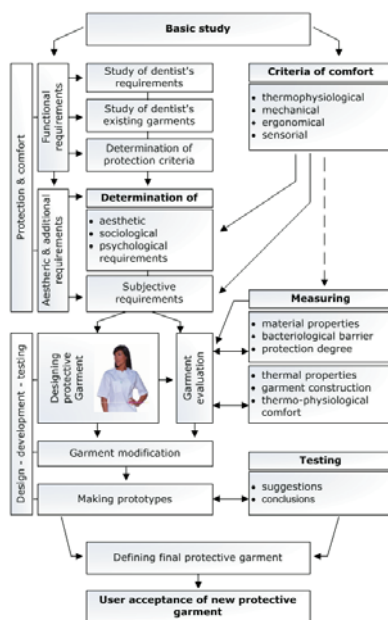 Basic study
Protection & comfort
Functional
requirements
Study of dentist's
requirements
Study of dentist's
existing garments
Determination of
protection criteria
Criteria of comfort
• thermophysiological
• mechanical
• ergonomical
• sensorial
Aestheric & additional
requirements
Determination of
• aesthetic
• sociological
• psychological
requirements
Subjective
requirements
Measuring
• material properties
• bacteriological barrier
• protection degree
• thermal properties
• garment construction
• thermo-physiological
comfort
Design - development - testing
Designing
protective
Garment
Garment
evaluation
Garment modification
Making prototypes
Testing
• suggestions
• conclusions
Defining final protective garment
User acceptance of new protective
garment